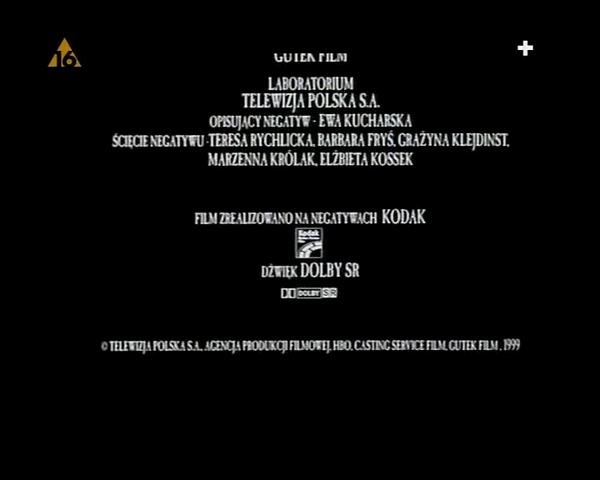 16
GUTEK FILM
LABORATORIUM
TELEWIZJA POLSKA S.A.
OPISUJĄCY NEGATYW - EWA KUCHARSKA
ŚCIĘCIE NEGATYWU -TERESA RYCHLICKA, BARBARA FRYŚ, GRAŻYNA KLEJDINST,
MARZENNA KRÓLAK, ELŻBIETA KOSSEK
FILM ZREALIZOWANO NA NEGATYWACH KODAK
Kodak
DŹWIĘK DOLBY SR
DOLBY SR
© TELEWIZJA POLSKA S.A., AGENCJA PRODUKCJI FILMOWEJ, HBO, CASTING SERVICE FILM, GUTEK FILM , 1999